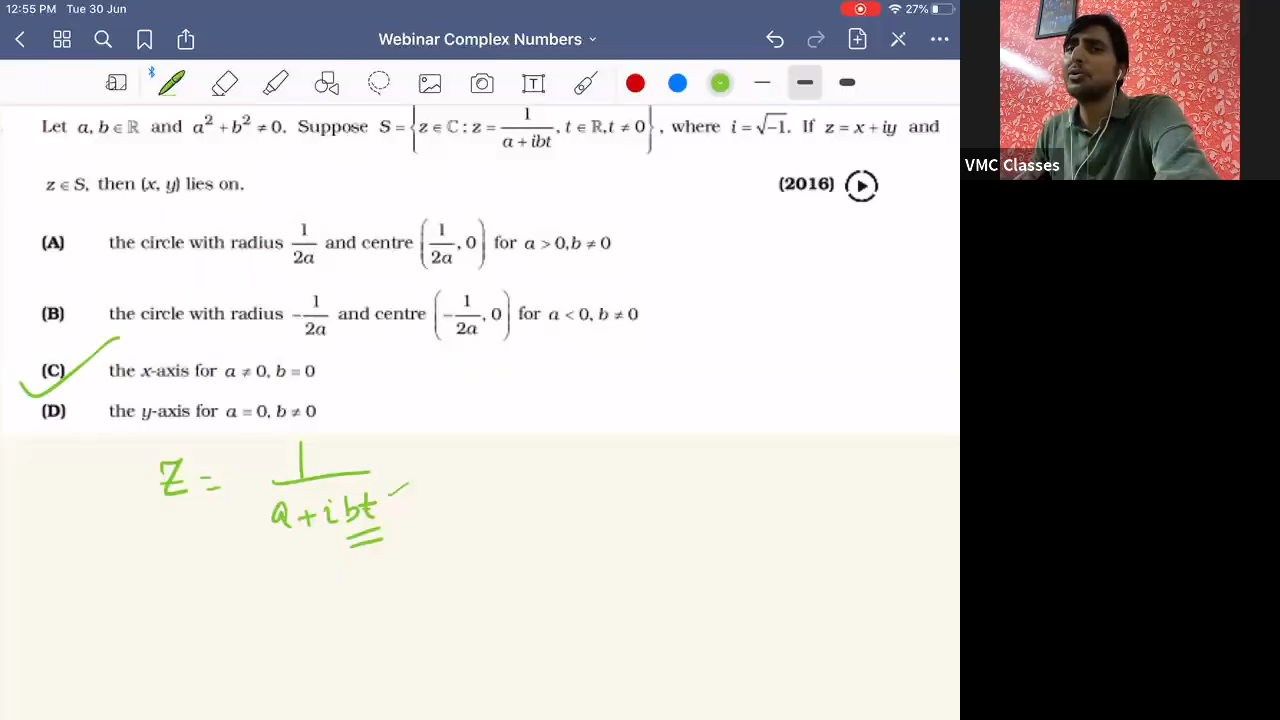 12:55 PM Tue 30 Jun
27%
Webinar Complex Numbers
T
Let a, b ∈ ℝ and a² + b² ≠ 0. Suppose S = {z ∈ ℂ : z = 1/(a + ibt), t ∈ ℝ, t ≠ 0}, where i = √−1. If z = x + iy and
z ∈ S, then (x, y) lies on. (2016)
(A) the circle with radius 1/2a and centre (1/2a, 0) for a > 0, b ≠ 0
(B) the circle with radius −1/2a and centre (−1/2a, 0) for a < 0, b ≠ 0
(C) the x-axis for a ≠ 0, b = 0
(D) the y-axis for a = 0, b ≠ 0
Z = 1/(a + ibt)
VMC Classes